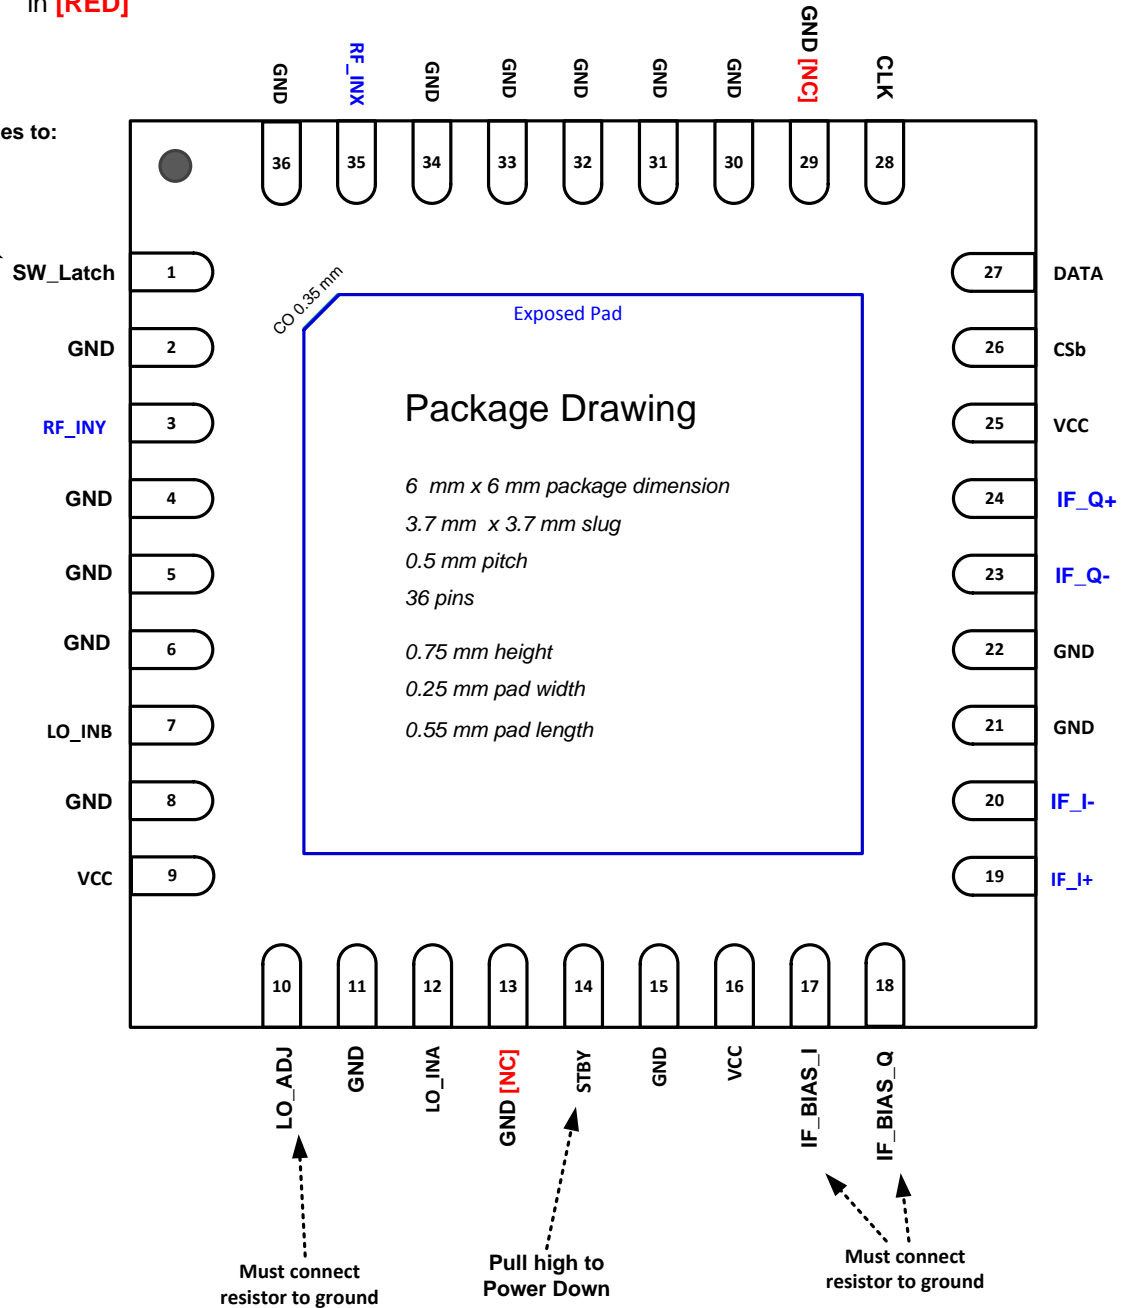 in [RED]
es to:
GND
RF_INX
GND
GND
GND
GND
GND
GND [NC]
CLK
36
35
34
33
32
31
30
29
28
SW_Latch 1
GND 2
RF_INY 3
GND 4
GND 5
GND 6
LO_INB 7
GND 8
VCC 9
CO 0.35 mm
Exposed Pad
Package Drawing
6 mm x 6 mm package dimension
3.7 mm x 3.7 mm slug
0.5 mm pitch
36 pins
0.75 mm height
0.25 mm pad width
0.55 mm pad length
27 DATA
26 CSb
25 VCC
24 IF_Q+
23 IF_Q-
22 GND
21 GND
20 IF_I-
19 IF_I+
10
11
12
13
14
15
16
17
18
LO_ADJ
GND
LO_INA
GND [NC]
STBY
GND
VCC
IF_BIAS_I
IF_BIAS_Q
Must connect
resistor to ground
Pull high to
Power Down
Must connect
resistor to ground